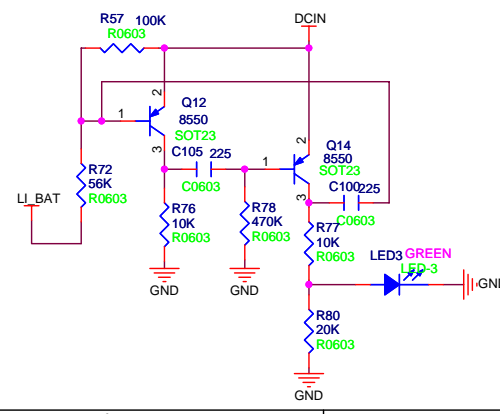 R57 100K
R0603
DCIN
2
Q12
1
8550
SOT23
3
2
Q14
8550
SOT23
C105 225
C0603
1
3
C100 225
C0603
R72
56K
R0603
LI_BAT
R76
10K
R0603
R78
470K
R0603
R77
10K
R0603
LED3 GREEN
LED-3
GND
GND
GND
R80
20K
R0603
GND